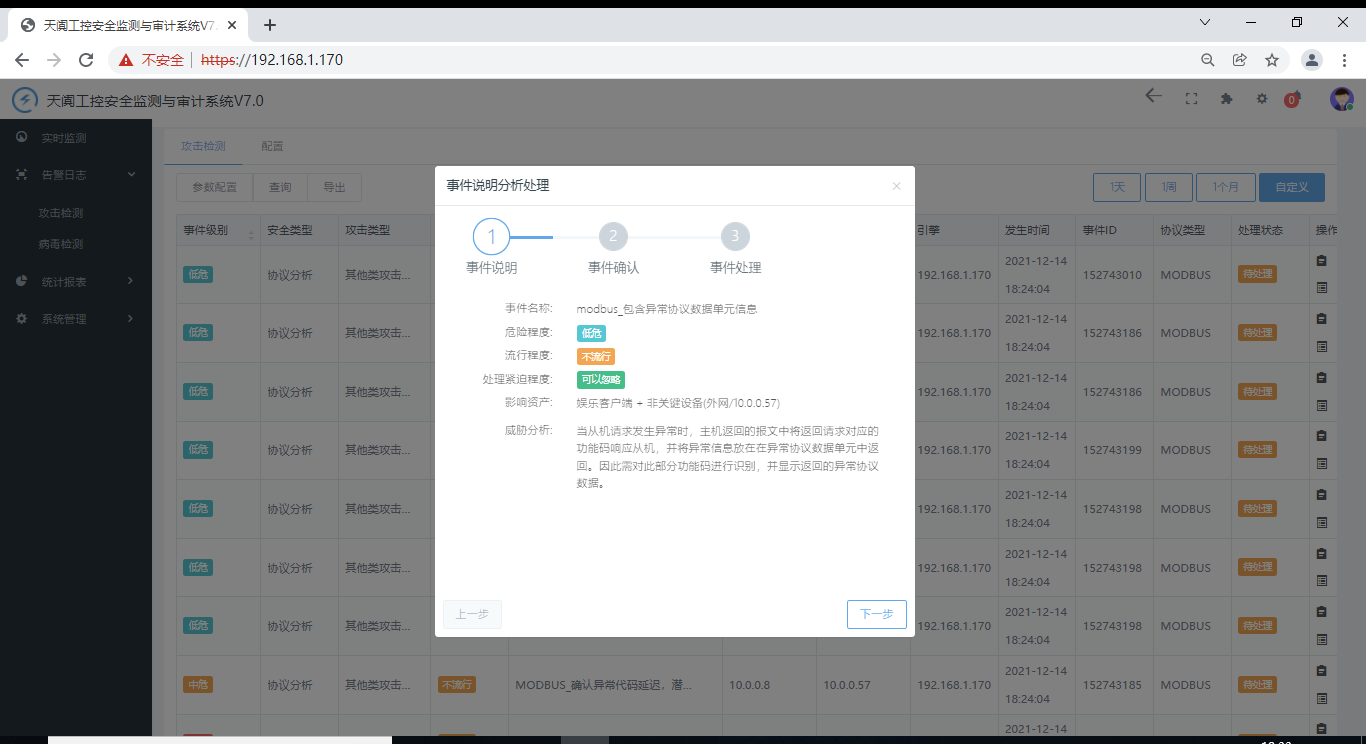 天阗工控安全监测与审计系统V7.
不安全 https://192.168.1.170
天阗工控安全监测与审计系统V7.0
0
实时监测
告警日志
攻击检测
病毒检测
统计报表
系统管理
攻击检测 配置
参数配置 查询 导出 1天 1周 1个月 自定义
事件级别 安全类型 攻击类型 引擎 发生时间 事件ID 协议类型 处理状态 操作
低危 协议分析 其他类攻击... 192.168.1.170 2021-12-14 18:24:04 152743010 MODBUS 待处理
低危 协议分析 其他类攻击... 192.168.1.170 2021-12-14 18:24:04 152743186 MODBUS 待处理
低危 协议分析 其他类攻击... 192.168.1.170 2021-12-14 18:24:04 152743186 MODBUS 待处理
低危 协议分析 其他类攻击... 192.168.1.170 2021-12-14 18:24:04 152743199 MODBUS 待处理
低危 协议分析 其他类攻击... 192.168.1.170 2021-12-14 18:24:04 152743198 MODBUS 待处理
低危 协议分析 其他类攻击... 192.168.1.170 2021-12-14 18:24:04 152743198 MODBUS 待处理
低危 协议分析 其他类攻击... 192.168.1.170 2021-12-14 18:24:04 152743198 MODBUS 待处理
中危 协议分析 其他类攻击... 不流行 MODBUS_确认异常代码延迟，潜... 10.0.0.8 10.0.0.57 192.168.1.170 2021-12-14 18:24:04 152743185 MODBUS 待处理
2021-12-14
事件说明分析处理
1 2 3
事件说明 事件确认 事件处理
事件名称: modbus_包含异常协议数据单元信息
危险程度: 低危
流行程度: 不流行
处理紧迫程度: 可以忽略
影响资产: 娱乐客户端 + 非关键设备(外网/10.0.0.57)
威胁分析: 当从机请求发生异常时，主机返回的报文中将返回请求对应的
功能码响应从机，并将异常信息放在在异常协议数据单元中返
回。因此需对此部分功能码进行识别，并显示返回的异常协议
数据。
上一步 下一步